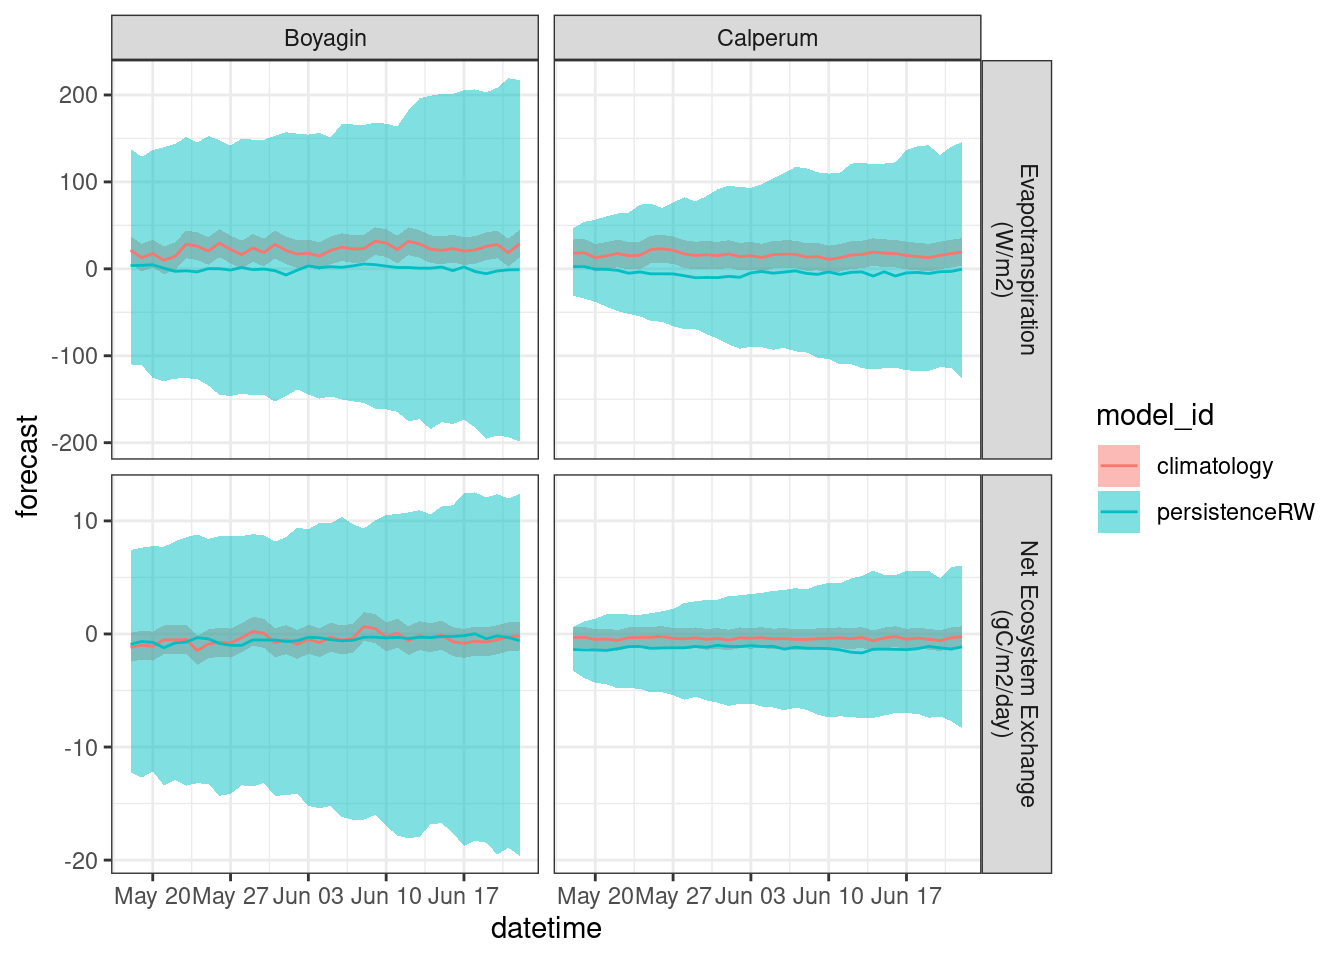 Boyagin
Calperum
200
100
0
-100
-200
Evapotranspiration
(W/m2)
10
0
-10
-20
Net Ecosystem Exchange
(gC/m2/day)
forecast
May 20 May 27 Jun 03 Jun 10 Jun 17
May 20 May 27 Jun 03 Jun 10 Jun 17
datetime
model_id
climatology
persistenceRW